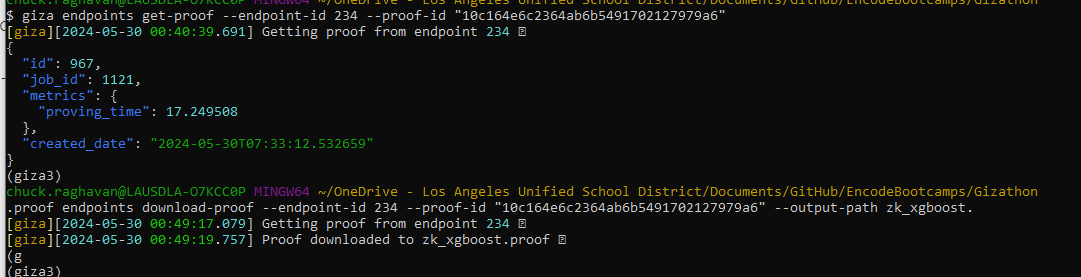 chuck.raghavan@LAUSDLA-O7KCC0P MINGW64 ~/OneDrive - Los Angeles Unified School District/Documents/GitHub/EncodeBootcamps/Gizathon
$ giza endpoints get-proof --endpoint-id 234 --proof-id "10c164e6c2364ab6b5491702127979a6"
[giza][2024-05-30 00:40:39.691] Getting proof from endpoint 234
{
"id": 967,
"job_id": 1121,
"metrics": {
"proving_time": 17.249508
},
"created_date": "2024-05-30T07:33:12.532659"
}
(giza3)
chuck.raghavan@LAUSDLA-O7KCC0P MINGW64 ~/OneDrive - Los Angeles Unified School District/Documents/GitHub/EncodeBootcamps/Gizathon
.proof endpoints download-proof --endpoint-id 234 --proof-id "10c164e6c2364ab6b5491702127979a6" --output-path zk_xgboost.
[giza][2024-05-30 00:49:17.079] Getting proof from endpoint 234
[giza][2024-05-30 00:49:19.757] Proof downloaded to zk_xgboost.proof
(g
(giza3)